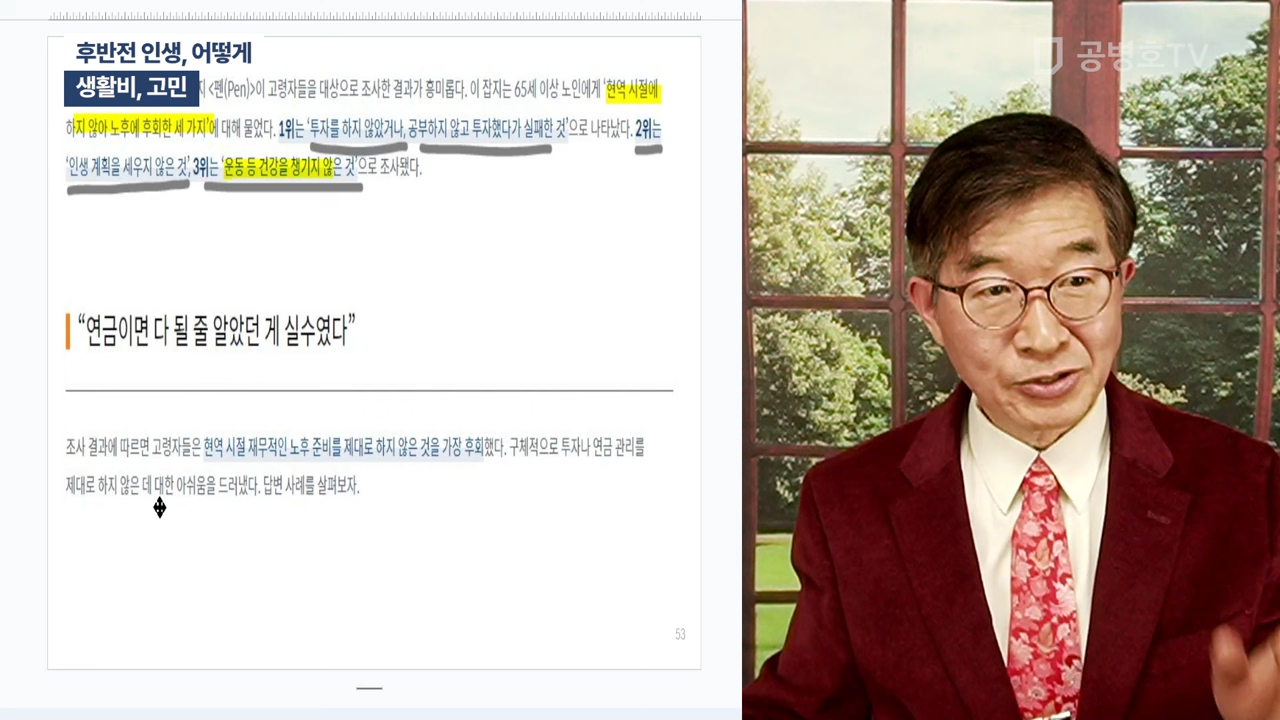 후반전 인생, 어떻게
생활비, 고민
지 <펜(Pen)>이 고령자들을 대상으로 조사한 결과가 흥미롭다. 이 잡지는 65세 이상 노인에게 '현역 시절에
하지 않아 노후에 후회한 세 가지'에 대해 물었다. 1위는 '투자를 하지 않았거나, 공부하지 않고 투자했다가 실패한 것'으로 나타났다. 2위는
'인생 계획을 세우지 않은 것', 3위는 '운동 등 건강을 챙기지 않은 것'으로 조사됐다.
"연금이면 다 될 줄 알았던 게 실수였다"
조사 결과에 따르면 고령자들은 현역 시절 재무적인 노후 준비를 제대로 하지 않은 것을 가장 후회했다. 구체적으로 투자나 연금 관리를
제대로 하지 않은 데 대한 아쉬움을 드러냈다. 답변 사례를 살펴보자.
53
공병호TV